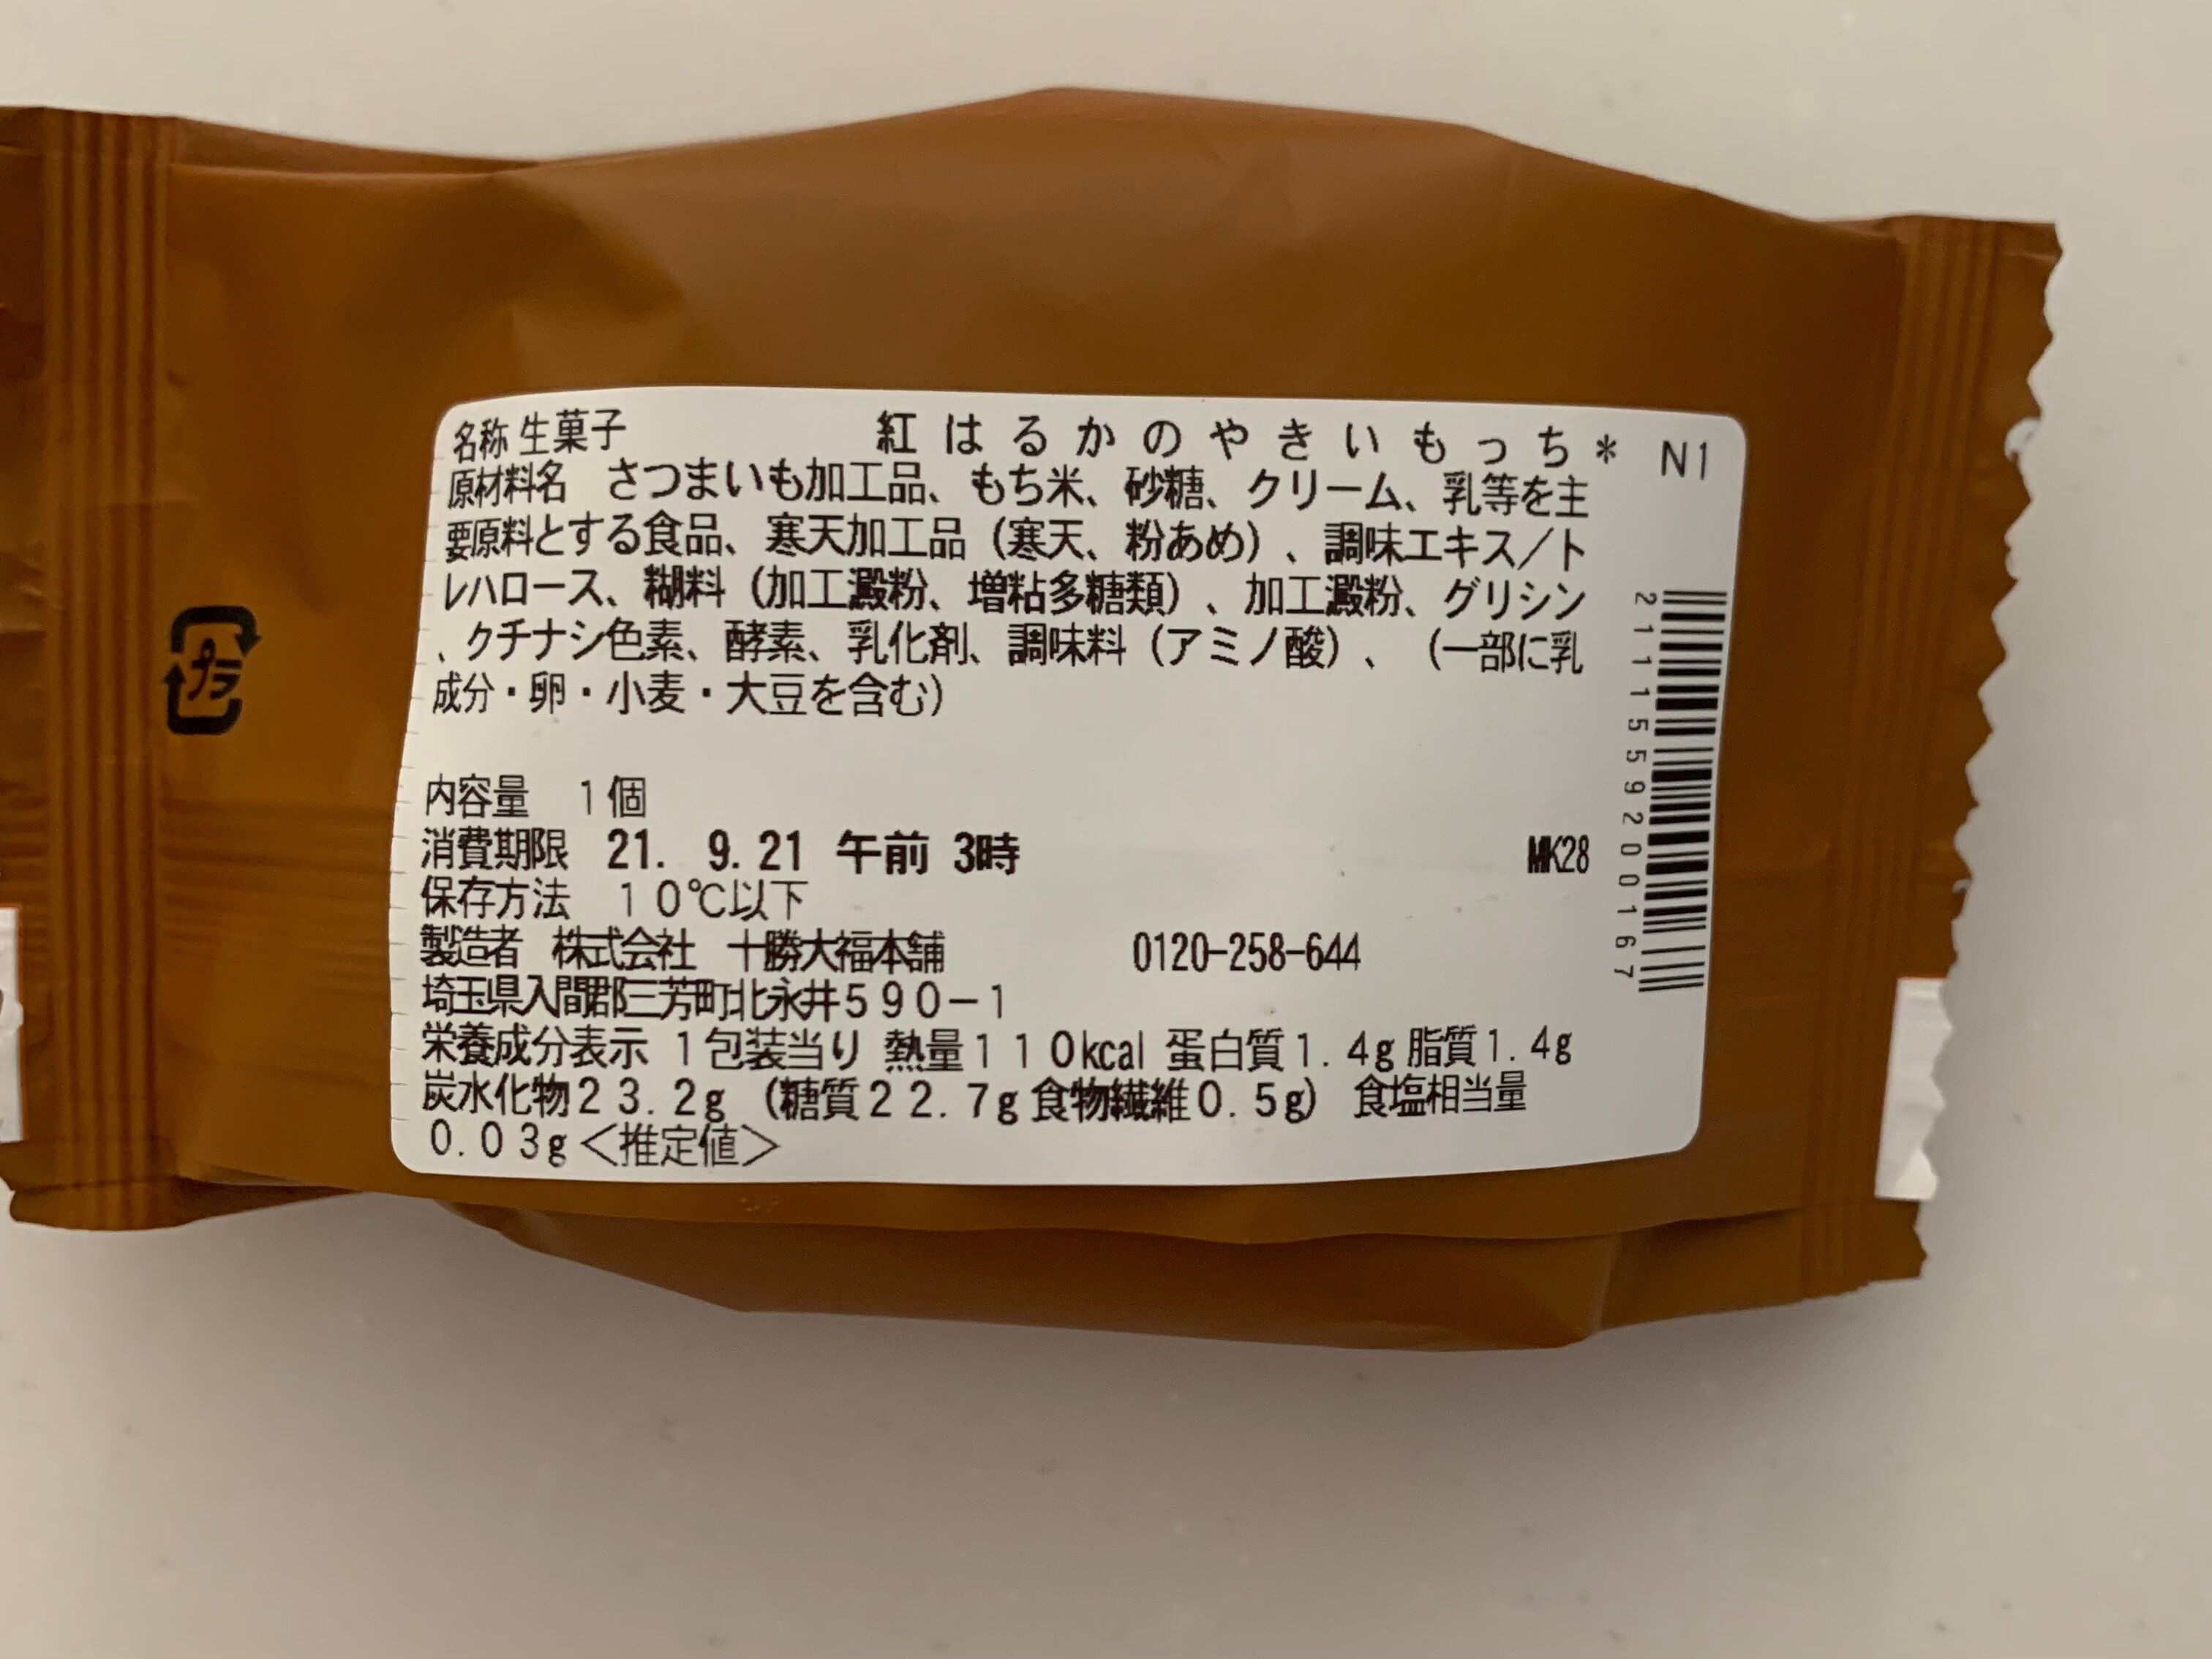 名称 生菓子 紅はるかのやきいもっち* N1
原材料名 さつまいも加工品、もち米、砂糖、クリーム、乳等を主
要原料とする食品、寒天加工品（寒天、粉あめ）、調味エキス／ト
レハロース、糊料（加工澱粉、増粘多糖類）、加工澱粉、グリシン
、クチナシ色素、酵素、乳化剤、調味料（アミノ酸）、（一部に乳
成分・卵・小麦・大豆を含む）
内容量 1個
消費期限 21. 9.21 午前 3時 MK28
保存方法 10℃以下
製造者 株式会社 十勝大福本舗 0120-258-644
埼玉県入間郡三芳町北永井590－1
栄養成分表示 1包装当り 熱量110kcal 蛋白質1.4g 脂質1.4g
炭水化物23.2g（糖質22.7g 食物繊維0.5g） 食塩相当量
0.03g＜推定値＞
2111559200167
プラ